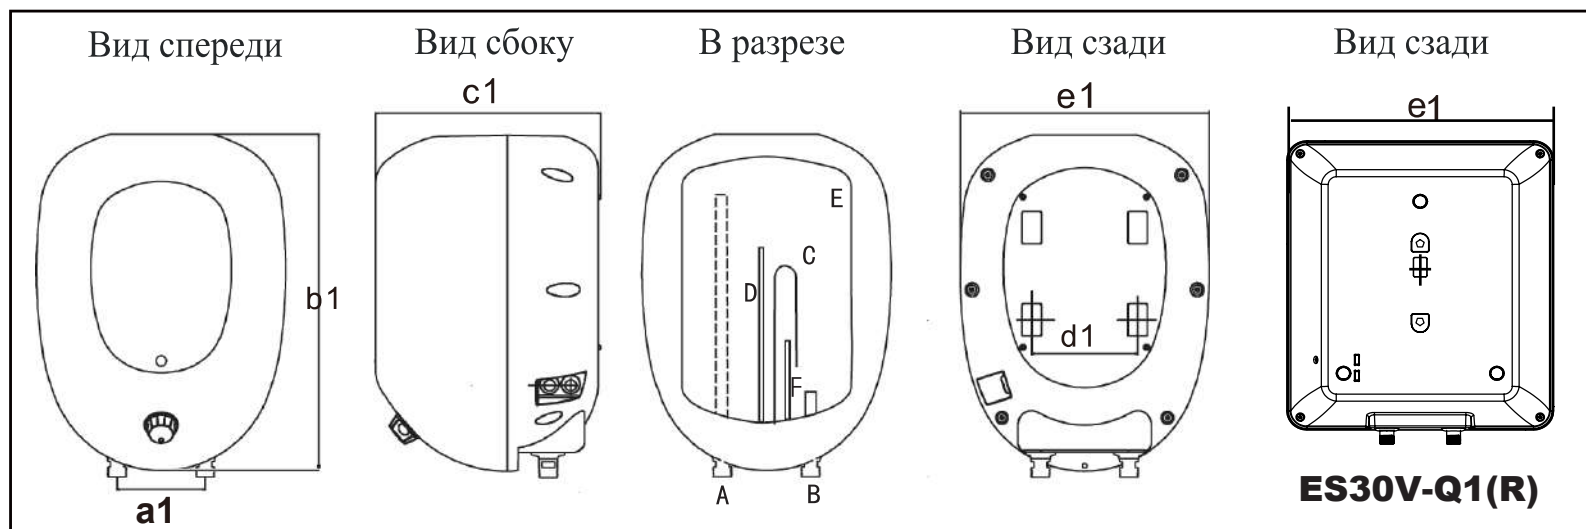 Вид спереди
Вид сбоку
В разрезе
Вид сзади
Вид сзади
c1
e1
e1
b1
E
C
D
F
d1
a1
A
B
ES30V-Q1(R)